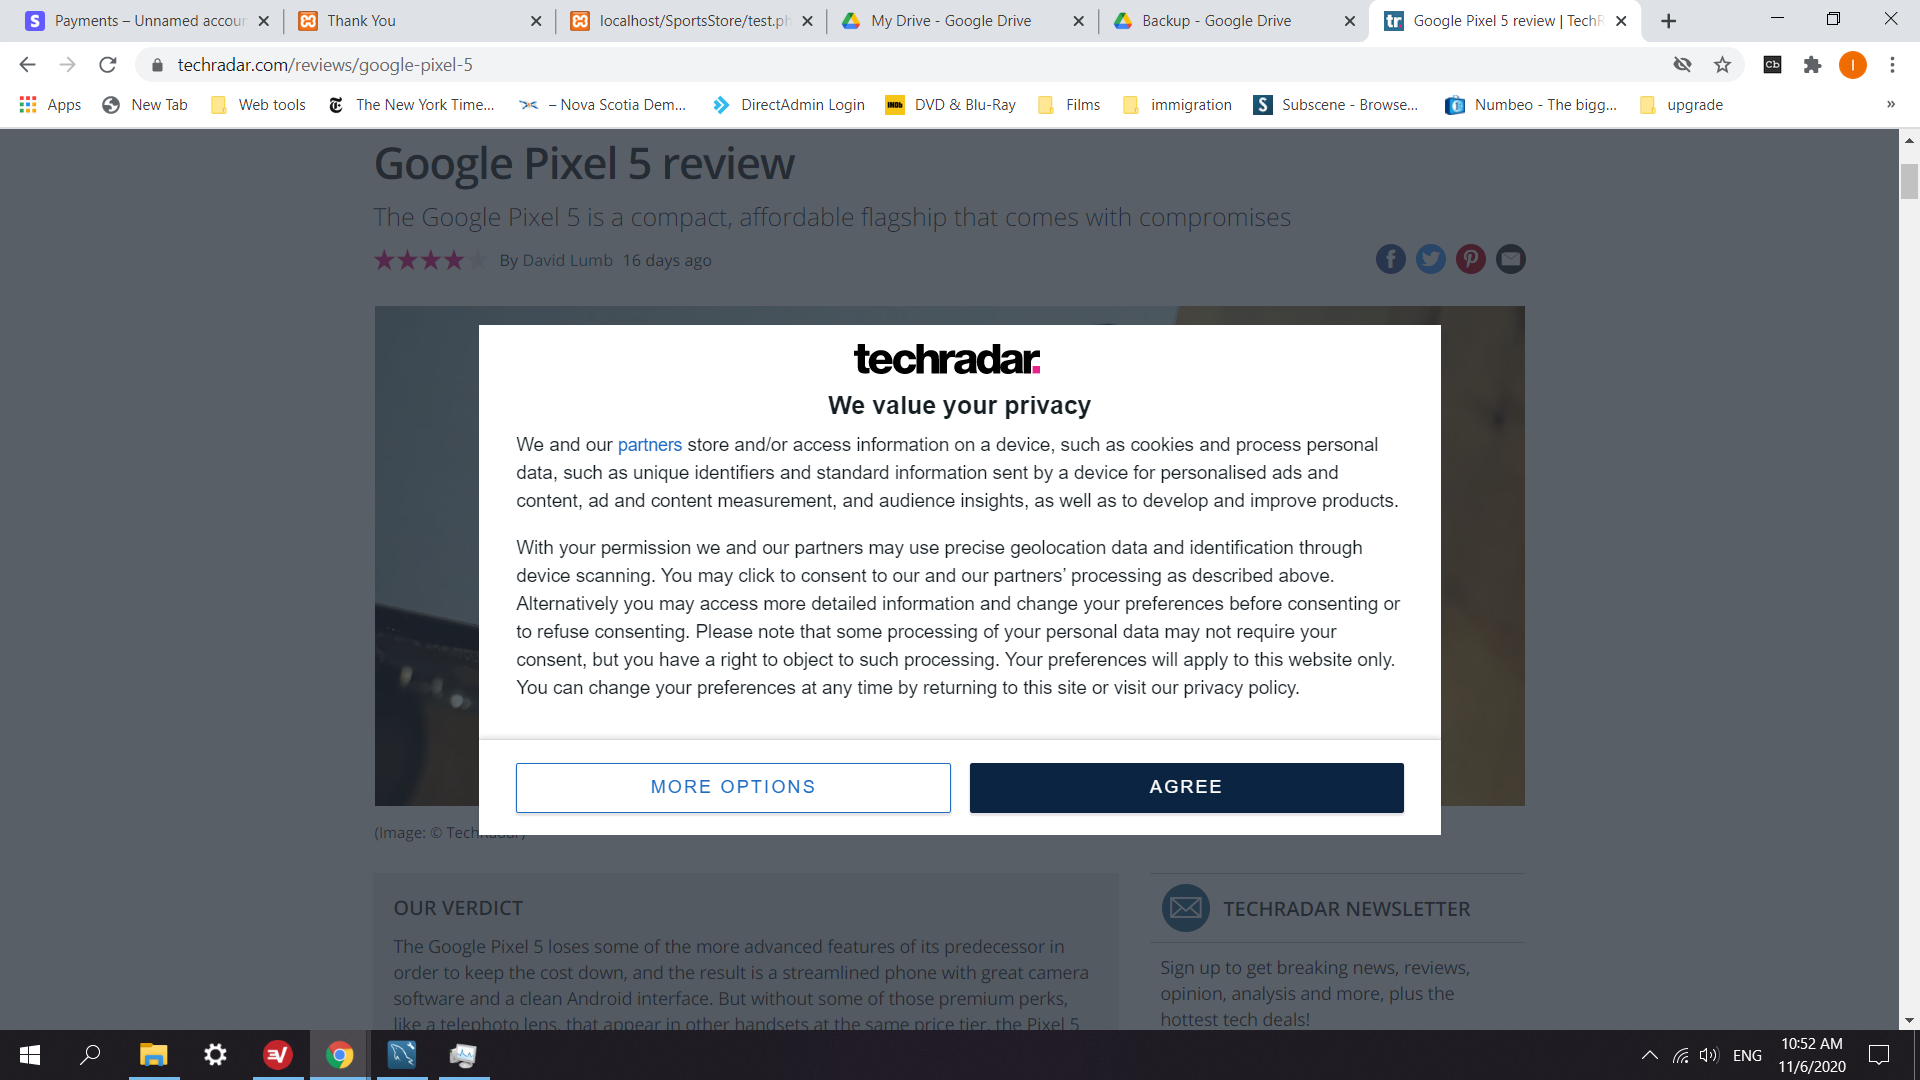 Payments – Unnamed accour
Thank You
localhost/SportsStore/test.ph
My Drive - Google Drive
Backup - Google Drive
Google Pixel 5 review | TechR
techradar.com/reviews/google-pixel-5
Apps
New Tab
Web tools
The New York Time...
– Nova Scotia Dem...
DirectAdmin Login
DVD & Blu-Ray
Films
immigration
Subscene - Browse...
Numbeo - The bigg...
upgrade
Google Pixel 5 review
The Google Pixel 5 is a compact, affordable flagship that comes with compromises
By David Lumb 16 days ago
techradar.
We value your privacy
We and our partners store and/or access information on a device, such as cookies and process personal
data, such as unique identifiers and standard information sent by a device for personalised ads and
content, ad and content measurement, and audience insights, as well as to develop and improve products.
With your permission we and our partners may use precise geolocation data and identification through
device scanning. You may click to consent to our and our partners’ processing as described above.
Alternatively you may access more detailed information and change your preferences before consenting or
to refuse consenting. Please note that some processing of your personal data may not require your
consent, but you have a right to object to such processing. Your preferences will apply to this website only.
You can change your preferences at any time by returning to this site or visit our privacy policy.
MORE OPTIONS
AGREE
(Image: © TechRadar)
OUR VERDICT
The Google Pixel 5 loses some of the more advanced features of its predecessor in
order to keep the cost down, and the result is a streamlined phone with great camera
software and a clean Android interface. But without some of those premium perks,
like a telephoto lens, that appear in other handsets at the same price tier, the Pixel 5
TECHRADAR NEWSLETTER
Sign up to get breaking news, reviews,
opinion, analysis and more, plus the
hottest tech deals!
ENG
10:52 AM
11/6/2020